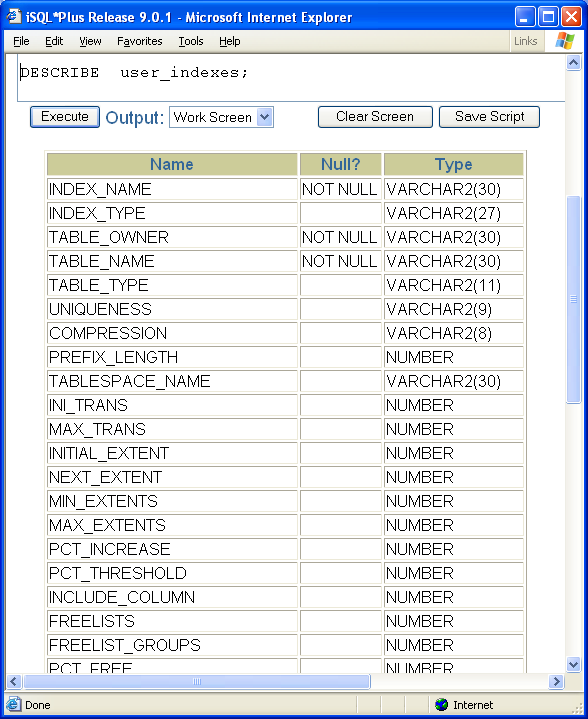 iSQL*Plus Release 9.0.1 - Microsoft Internet Explorer
File Edit View Favorites Tools Help Links
DESCRIBE user_indexes;
Execute Output: Work Screen Clear Screen Save Script
Name Null? Type
INDEX_NAME NOT NULL VARCHAR2(30)
INDEX_TYPE VARCHAR2(27)
TABLE_OWNER NOT NULL VARCHAR2(30)
TABLE_NAME NOT NULL VARCHAR2(30)
TABLE_TYPE VARCHAR2(11)
UNIQUENESS VARCHAR2(9)
COMPRESSION VARCHAR2(8)
PREFIX_LENGTH NUMBER
TABLESPACE_NAME VARCHAR2(30)
INI_TRANS NUMBER
MAX_TRANS NUMBER
INITIAL_EXTENT NUMBER
NEXT_EXTENT NUMBER
MIN_EXTENTS NUMBER
MAX_EXTENTS NUMBER
PCT_INCREASE NUMBER
PCT_THRESHOLD NUMBER
INCLUDE_COLUMN NUMBER
FREELISTS NUMBER
FREELIST_GROUPS NUMBER
PCT_FREE NUMBER
Done Internet